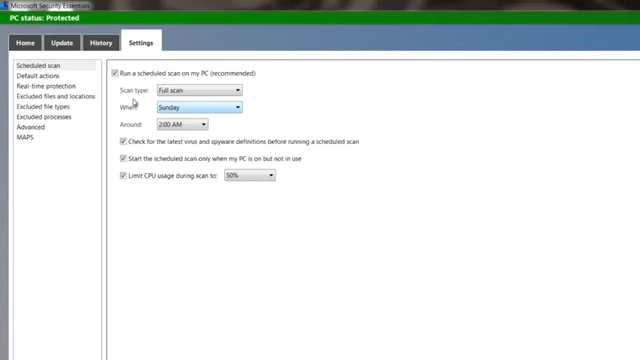 Microsoft Security Essentials
PC status: Protected
Home Update History Settings
Scheduled scan
Default actions
Real-time protection
Excluded files and locations
Excluded file types
Excluded processes
Advanced
MAPS
Run a scheduled scan on my PC (recommended)
Scan type: Full scan
When: Sunday
Around: 2:00 AM
Check for the latest virus and spyware definitions before running a scheduled scan
Start the scheduled scan only when my PC is on but not in use
Limit CPU usage during scan to: 50%